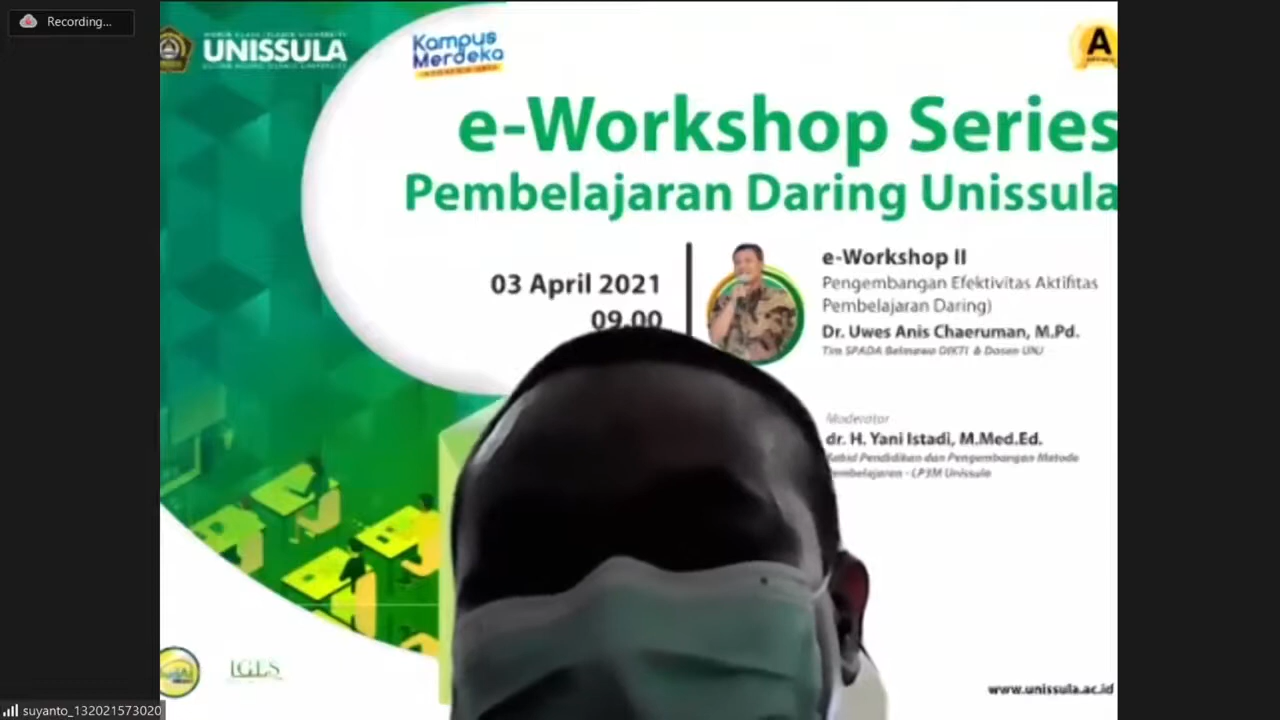 Recording...
UNISSULA
Kampus
Merdeka
A
e-Workshop Series
Pembelajaran Daring Unissula
03 April 2021
09.00
e-Workshop II
Pengembangan Efektivitas Aktifitas
Pembelajaran Daring)
Dr. Uwes Anis Chaeruman, M.Pd.
Tim SPADA Belmawa DIKTI & Dosen UNJ
Moderator
dr. H. Yani Istadi, M.Med.Ed.
Kabid Pendidikan dan Pengembangan Metode
Pembelajaran - LP3M Unissula
IGLS
www.unissula.ac.id
suyanto_132021573020